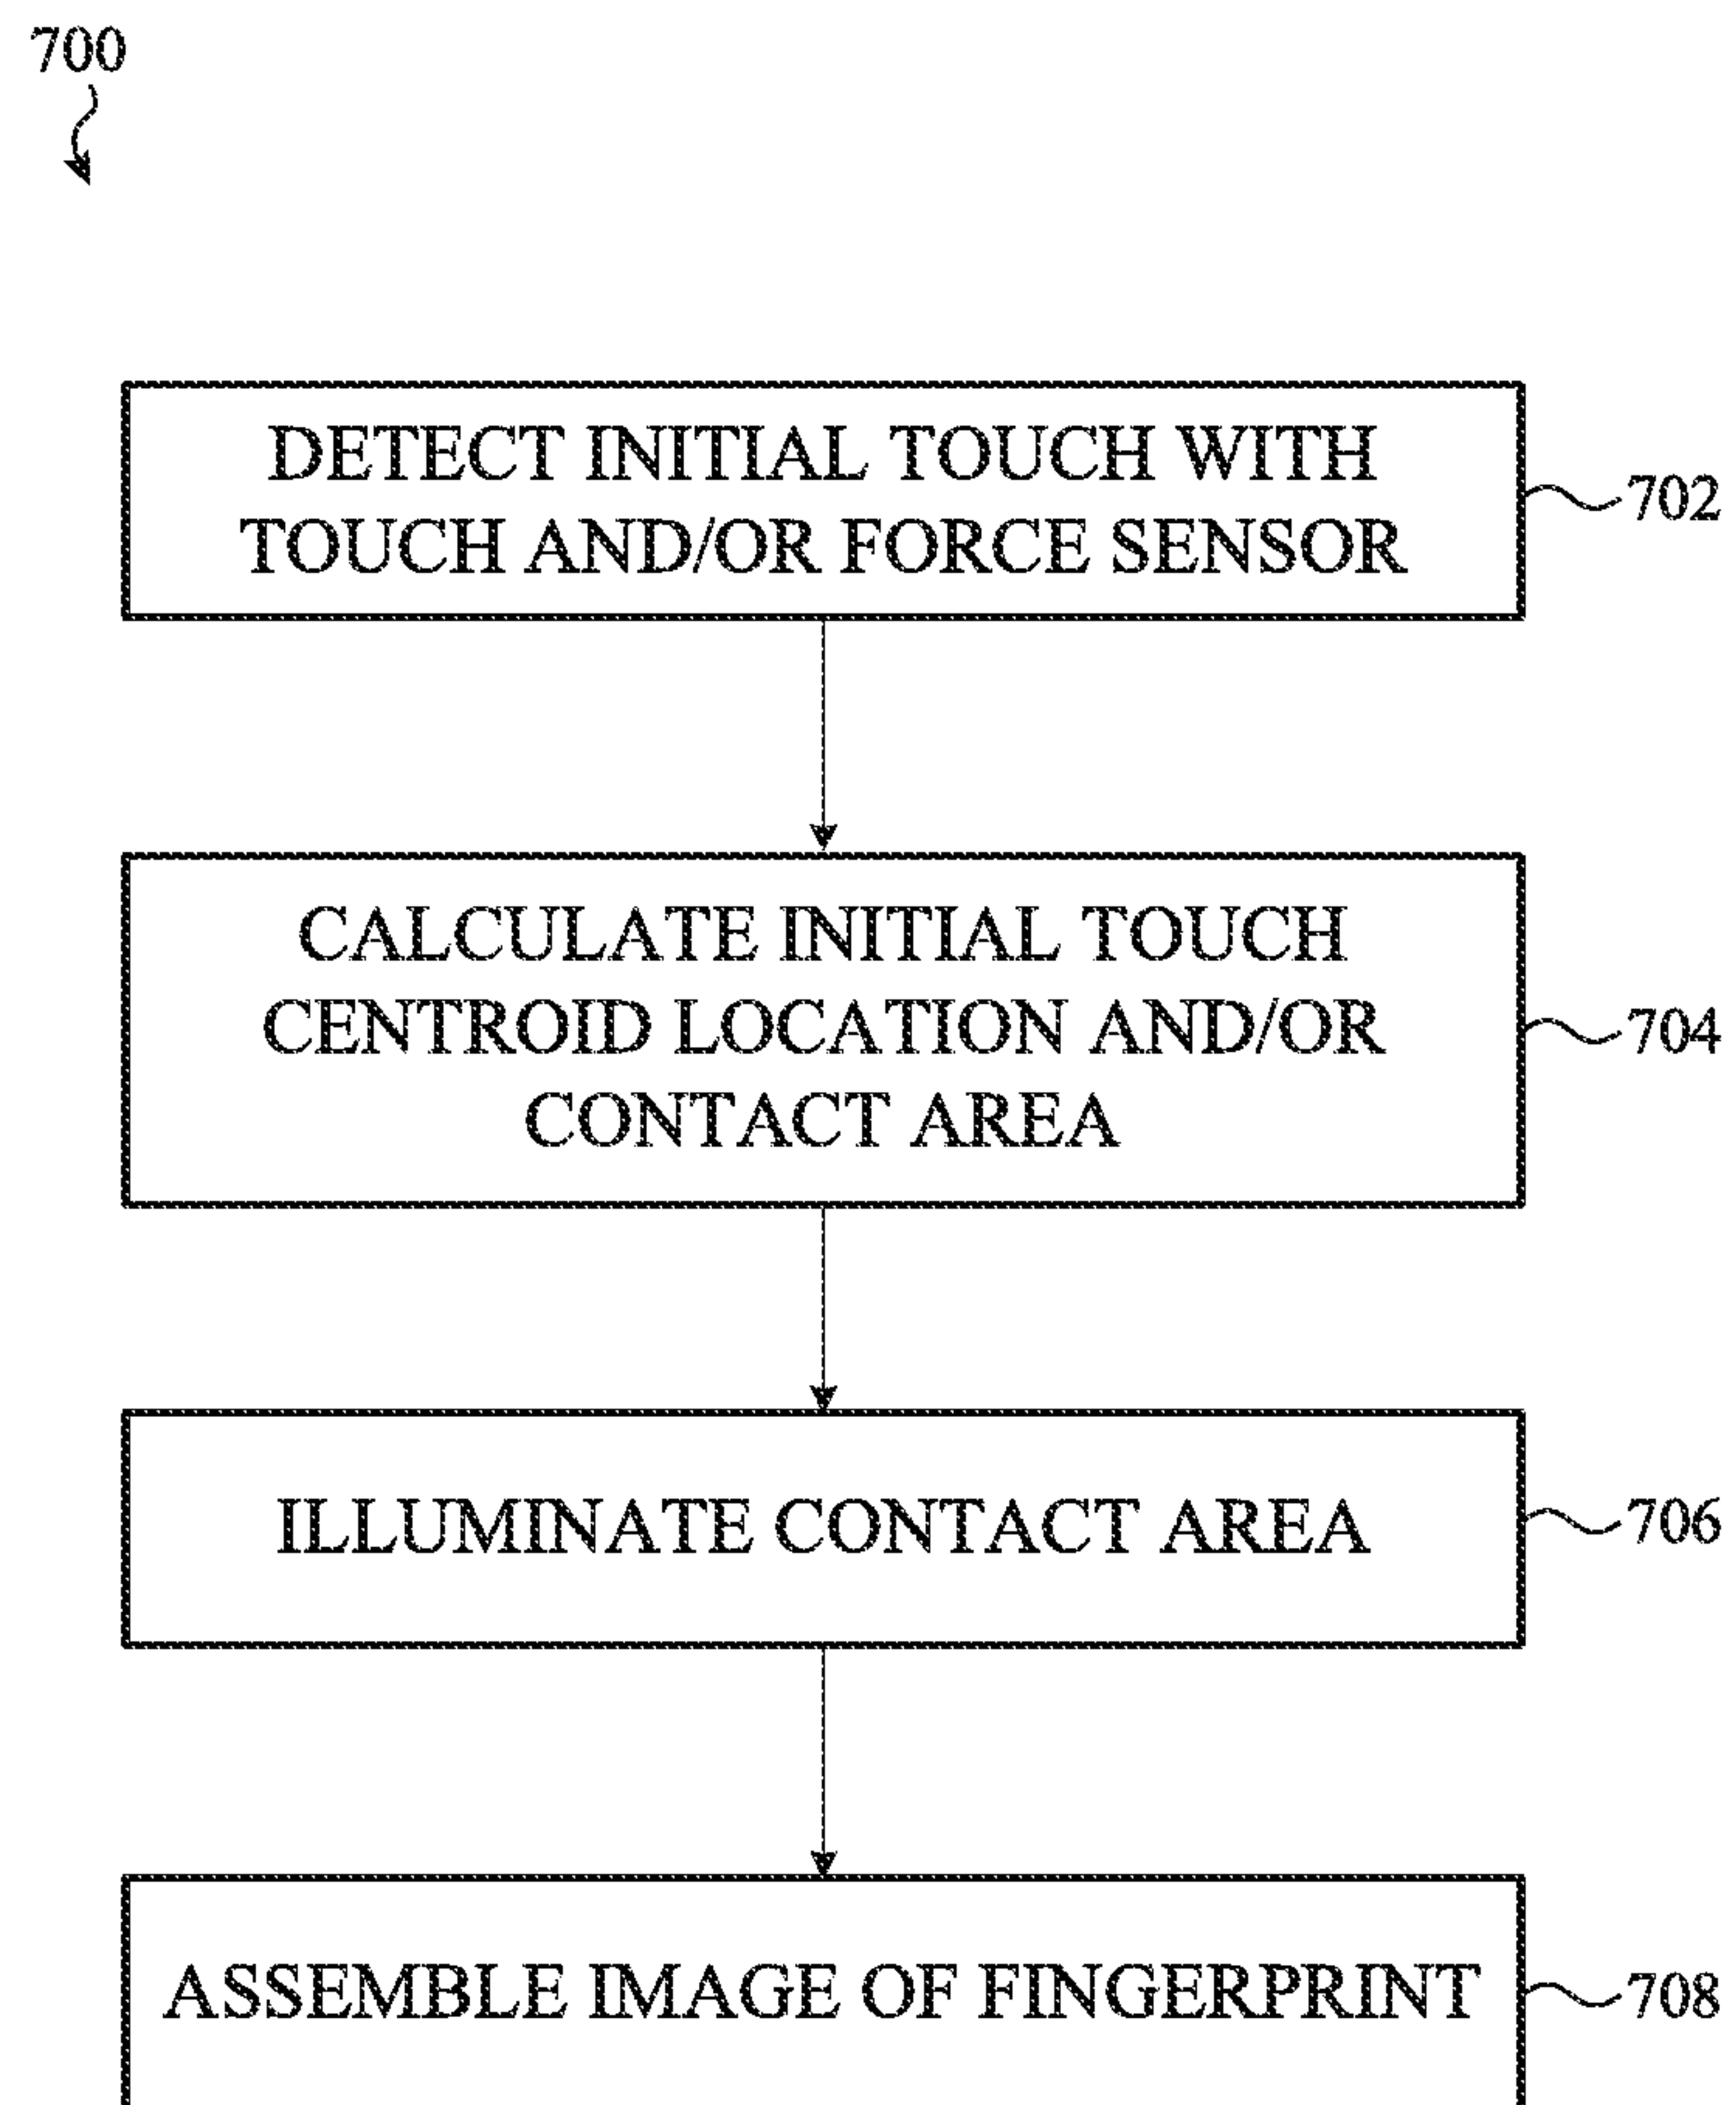 700
DETECT INITIAL TOUCH WITH
TOUCH AND/OR FORCE SENSOR
702
CALCULATE INITIAL TOUCH
CENTROID LOCATION AND/OR
CONTACT AREA
704
ILLUMINATE CONTACT AREA
706
ASSEMBLE IMAGE OF FINGERPRINT
708